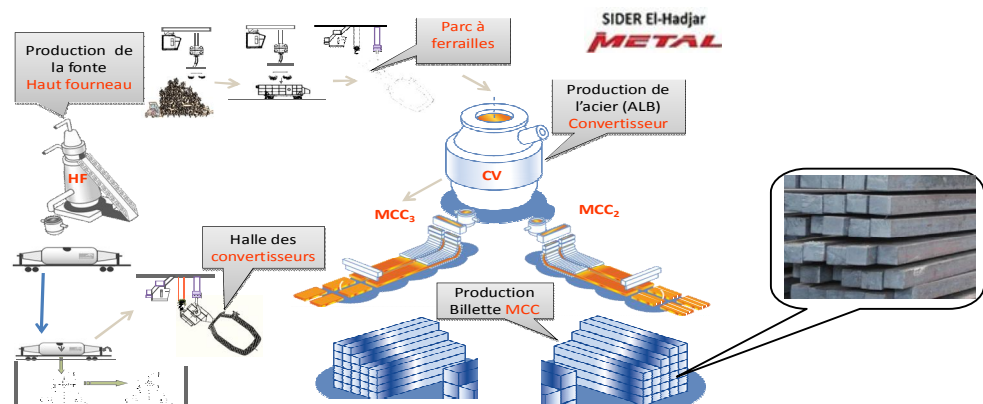 SIDER El-Hadjar
METAL
Parc à
ferrailles
Production de
la fonte
Haut fourneau
Production de
l'acier (ALB)
Convertisseur
HF
CV
MCC₃
MCC₂
Halle des
convertisseurs
Production
Billette MCC